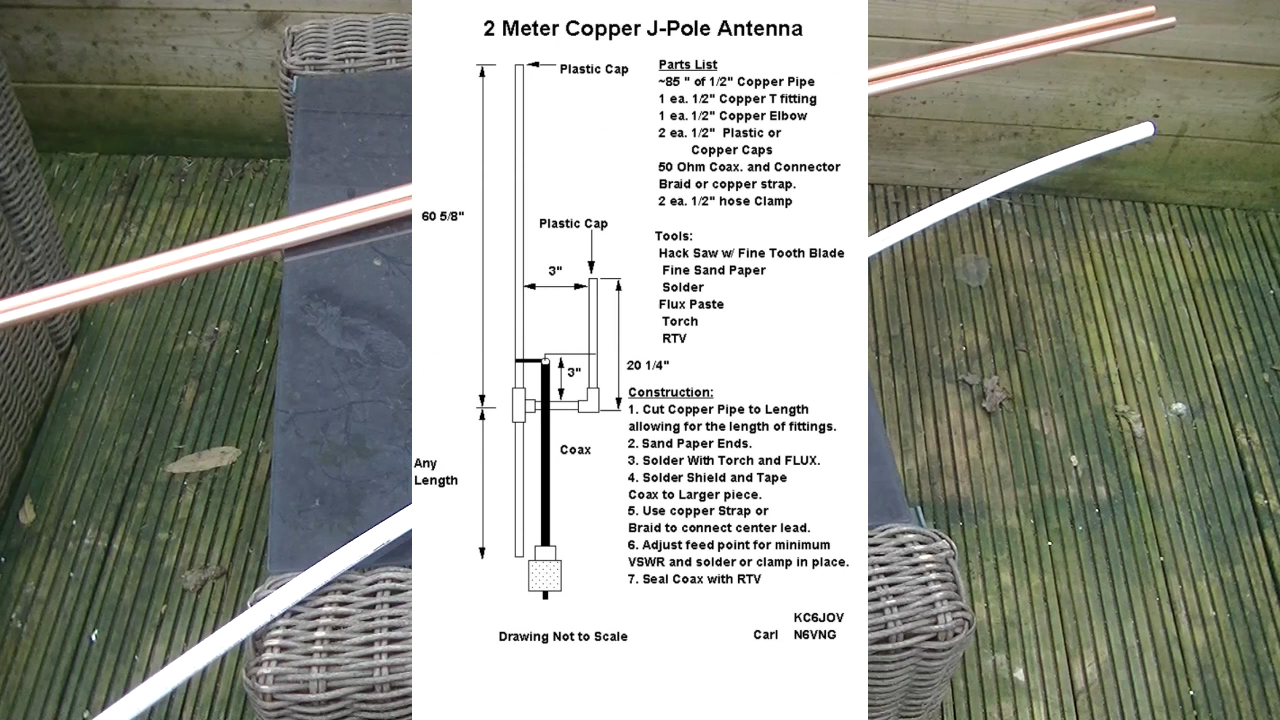 2 Meter Copper J-Pole Antenna
Plastic Cap
60 5/8"
Plastic Cap
3"
3"
20 1/4"
Coax
Any
Length
Drawing Not to Scale
Parts List
~85 " of 1/2" Copper Pipe
1 ea. 1/2" Copper T fitting
1 ea. 1/2" Copper Elbow
2 ea. 1/2" Plastic or
Copper Caps
50 Ohm Coax. and Connector
Braid or copper strap.
2 ea. 1/2" hose Clamp
Tools:
Hack Saw w/ Fine Tooth Blade
Fine Sand Paper
Solder
Flux Paste
Torch
RTV
Construction:
1. Cut Copper Pipe to Length
allowing for the length of fittings.
2. Sand Paper Ends.
3. Solder With Torch and FLUX.
4. Solder Shield and Tape
Coax to Larger piece.
5. Use copper Strap or
Braid to connect center lead.
6. Adjust feed point for minimum
VSWR and solder or clamp in place.
7. Seal Coax with RTV
KC6JOV
Carl N6VNG